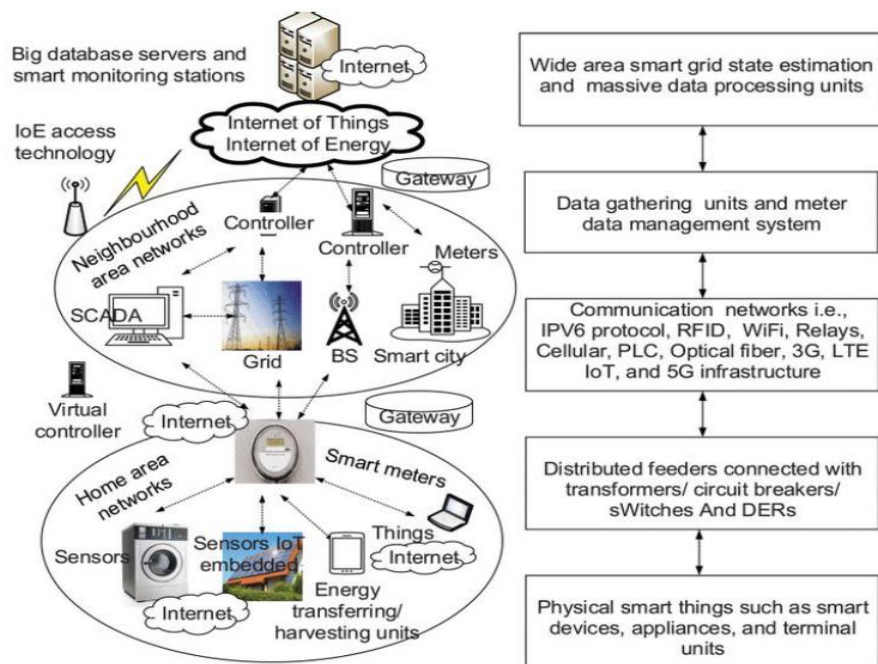 Big database servers and
smart monitoring stations
Internet
Internet of Things
Internet of Energy
IoE access
technology
Gateway
Neighbourhood
area networks
Controller
Controller
Meters
SCADA
Grid
BS
Smart city
Virtual
controller
Internet
Gateway
Home area
networks
Smart meters
Sensors
Sensors IoT
embedded
Things
Internet
Internet
Energy
transferring/
harvesting units
Wide area smart grid state estimation
and massive data processing units
Data gathering units and meter
data management system
Communication networks i.e.,
IPV6 protocol, RFID, WiFi, Relays,
Cellular, PLC, Optical fiber, 3G, LTE
IoT, and 5G infrastructure
Distributed feeders connected with
transformers/ circuit breakers/
sWitches And DERs
Physical smart things such as smart
devices, appliances, and terminal
units